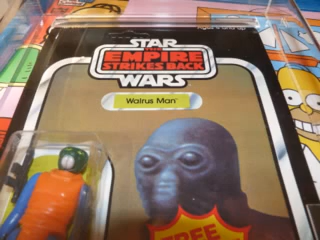 STAR
THE
EMPIRE
STRIKES BACK
WARS
Walrus Man
FREE